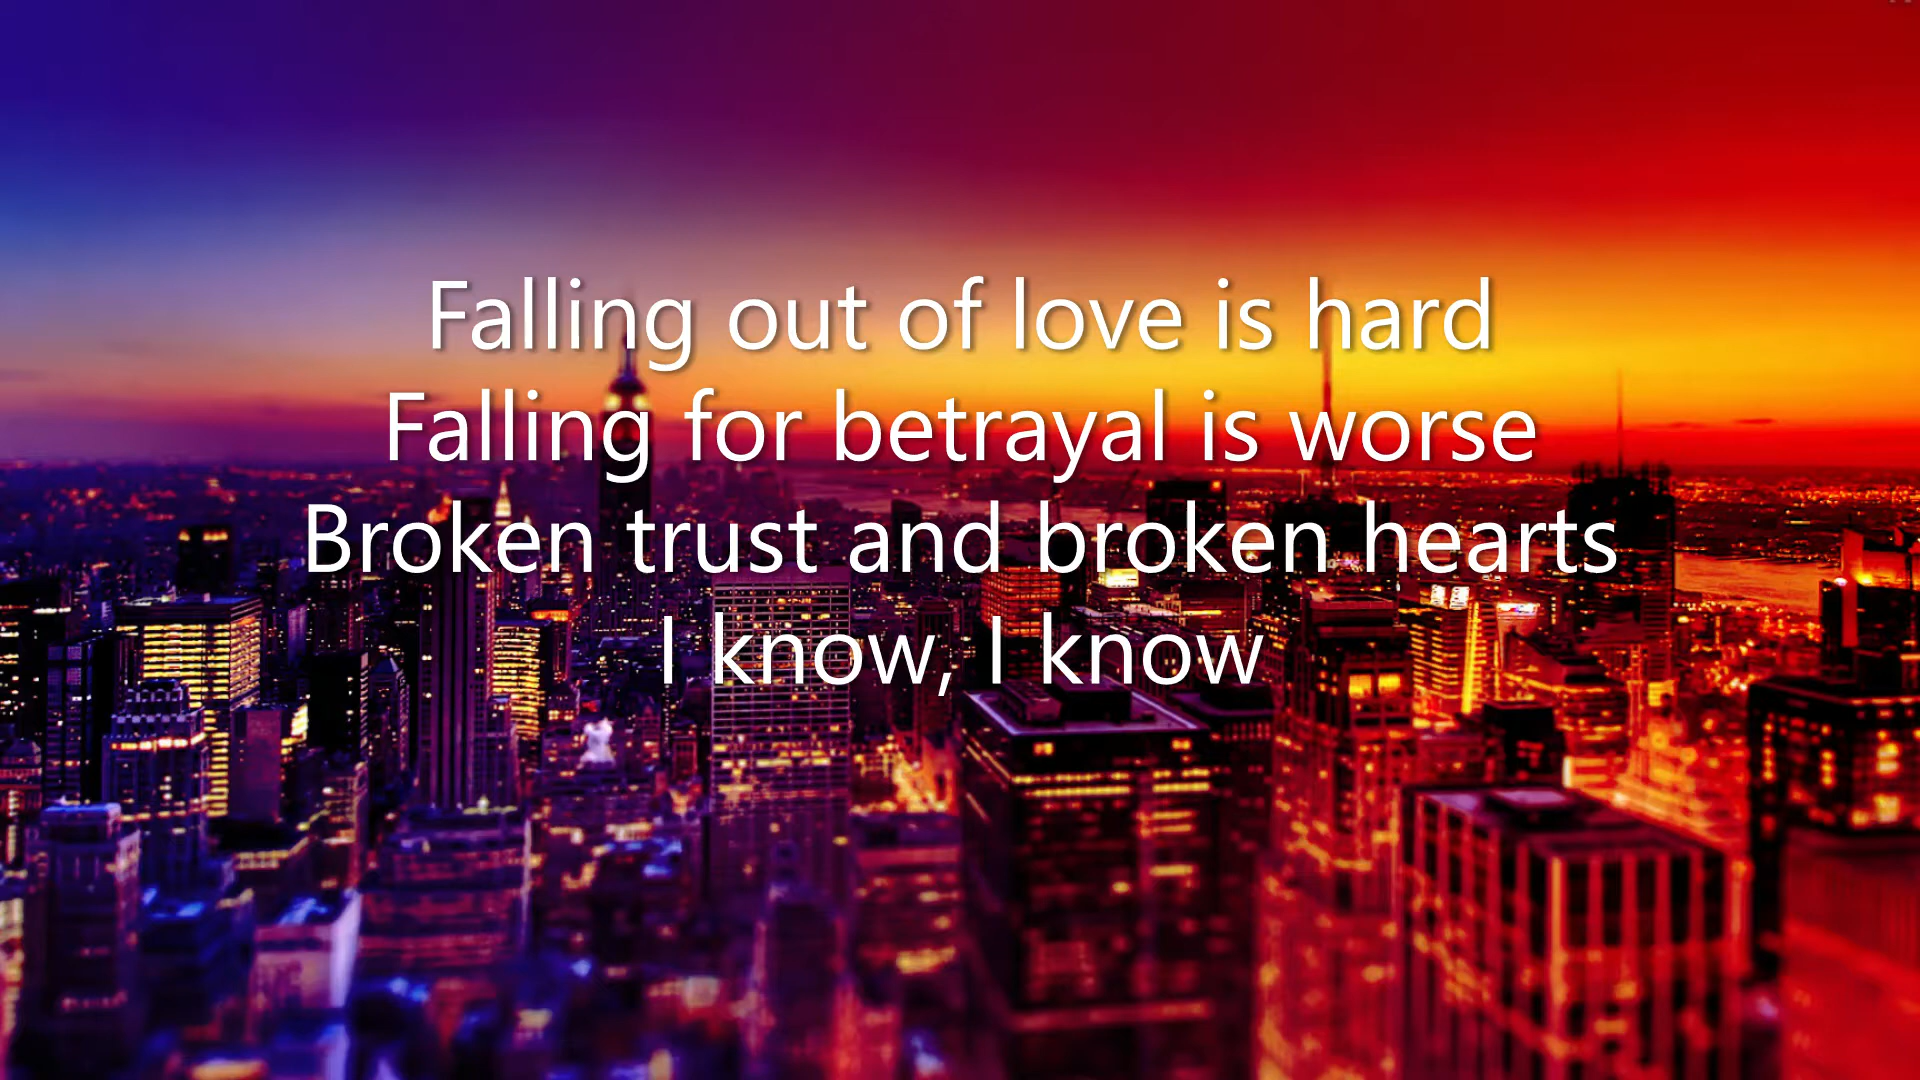 Falling out of love is hard
Falling for betrayal is worse
Broken trust and broken hearts
I know, I know